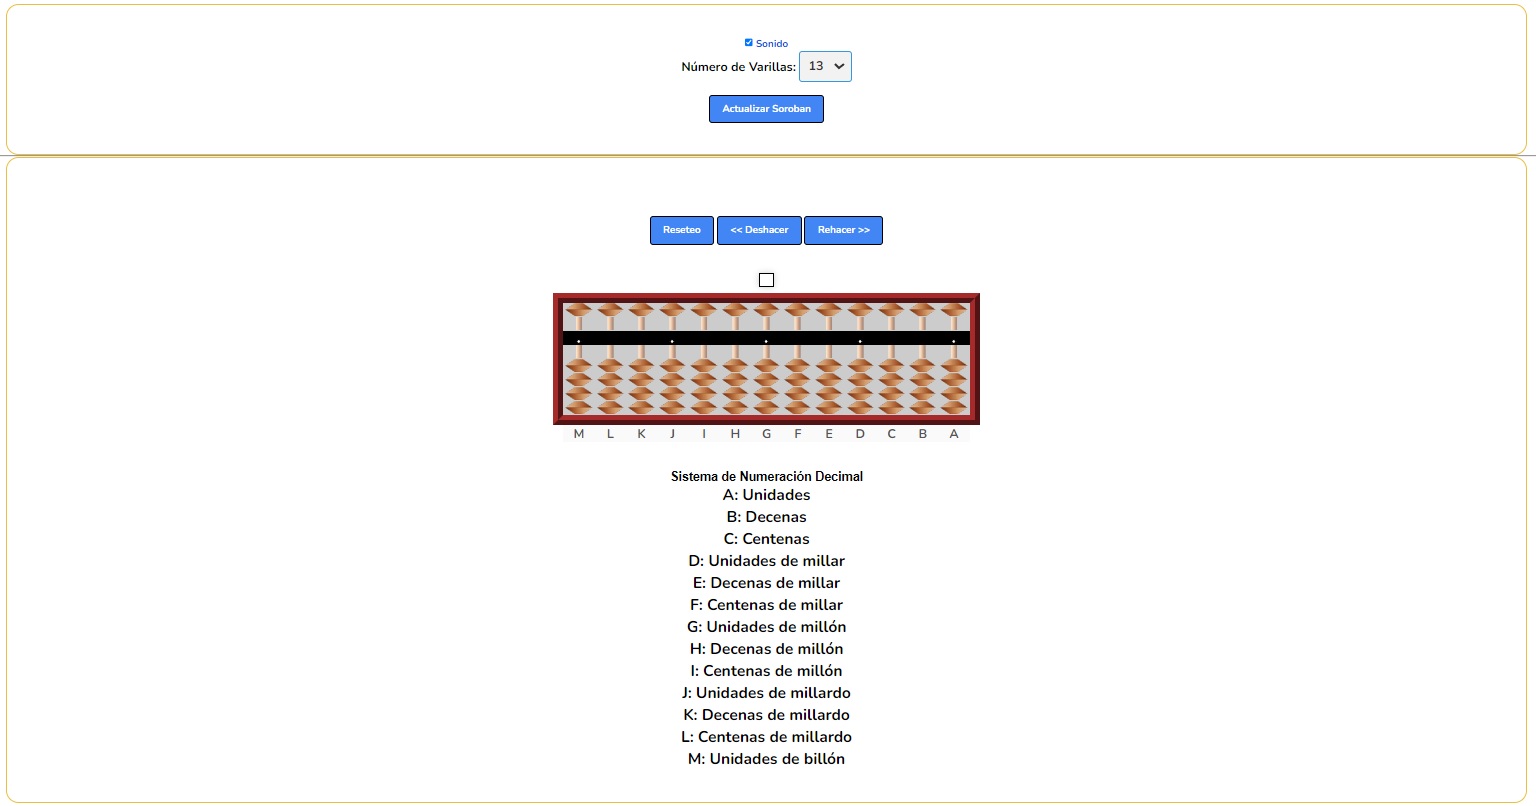 Sonido
Número de Varillas: 13
Actualizar Soroban
Reseteo << Deshacer Rehacer >>
M L K J I H G F E D C B A
Sistema de Numeración Decimal
A: Unidades
B: Decenas
C: Centenas
D: Unidades de millar
E: Decenas de millar
F: Centenas de millar
G: Unidades de millón
H: Decenas de millón
I: Centenas de millón
J: Unidades de millardo
K: Decenas de millardo
L: Centenas de millardo
M: Unidades de billón